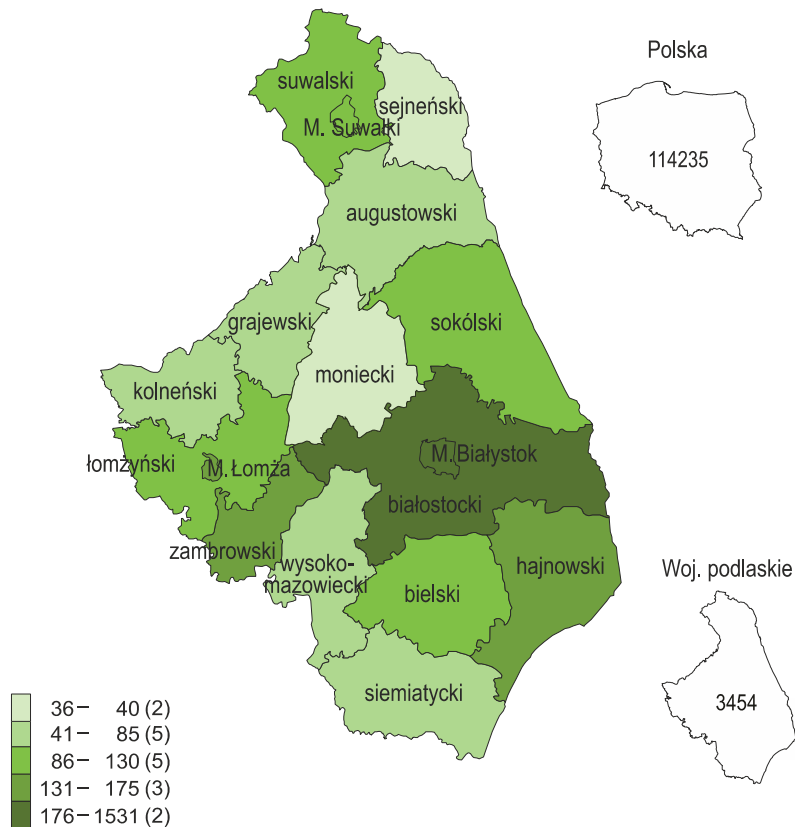 Polska
114235
suwalski
sejneński
M. Suwałki
augustowski
grajewski
sokólski
moniecki
kolneński
łomżyński
M. Łomża
M. Białystok
białostocki
zambrowski
wysoko-
mazowiecki
hajnowski
bielski
siemiatycki
Woj. podlaskie
3454
36 – 40 (2)
41 – 85 (5)
86 – 130 (5)
131 – 175 (3)
176 – 1531 (2)